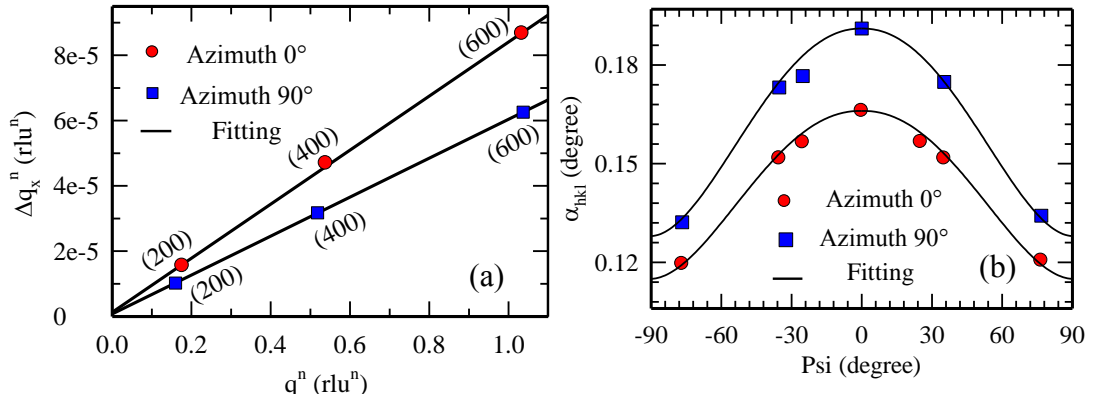 8e-5
6e-5
4e-5
2e-5
0
Δq_x^n (rlu^n)
Azimuth 0°
Azimuth 90°
Fitting
(200)
(400)
(600)
(200)
(400)
(600)
(a)
0.0 0.2 0.4 0.6 0.8 1.0
q^n (rlu^n)
0.18
0.15
0.12
α_hkl (degree)
Azimuth 0°
Azimuth 90°
Fitting
(b)
-90 -60 -30 0 30 60 90
Psi (degree)